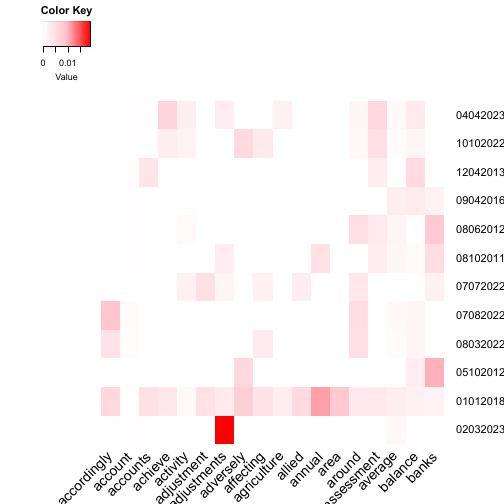 Color Key
0 0.01
Value
04042023
10102022
12042013
09042016
08062012
08102011
07072022
07082022
08032022
05102012
01012018
02032023
accordingly
account
accounts
achieve
activity
adjustment
adjustments
adversely
affecting
agriculture
allied
annual
area
around
assessment
average
balance
banks